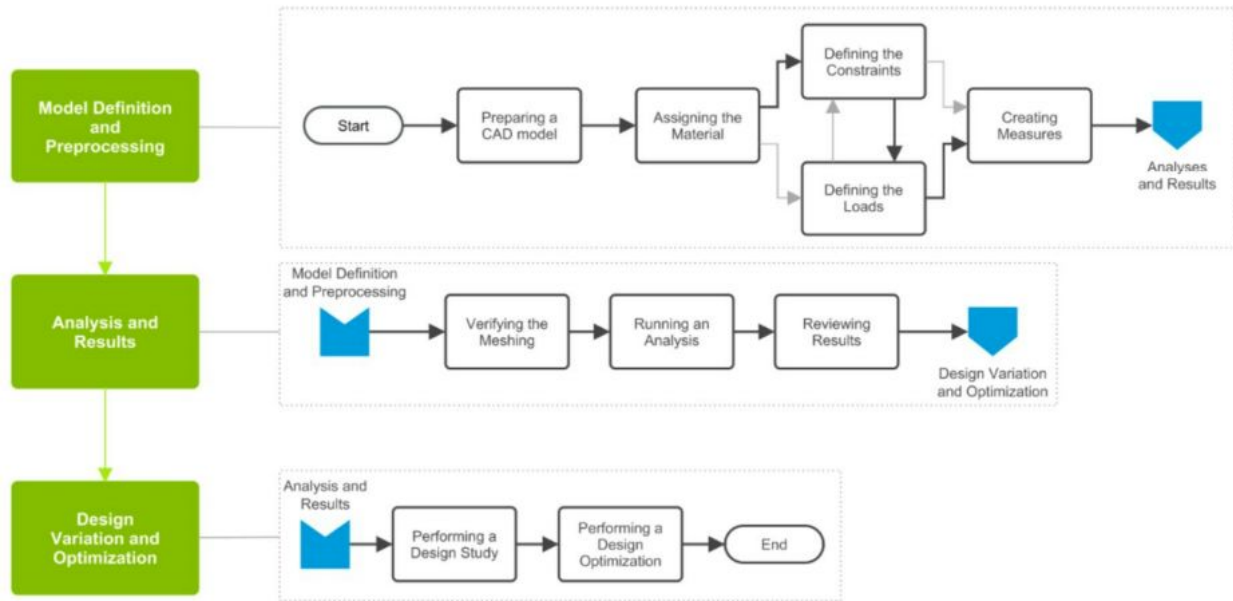 Model Definition
and
Preprocessing
Start
Preparing a
CAD model
Assigning the
Material
Defining the
Constraints
Defining the
Loads
Creating
Measures
Analyses
and Results
Analysis and
Results
Model Definition
and Preprocessing
Verifying the
Meshing
Running an
Analysis
Reviewing
Results
Design Variation
and Optimization
Design
Variation and
Optimization
Analysis and
Results
Performing a
Design Study
Performing a
Design
Optimization
End